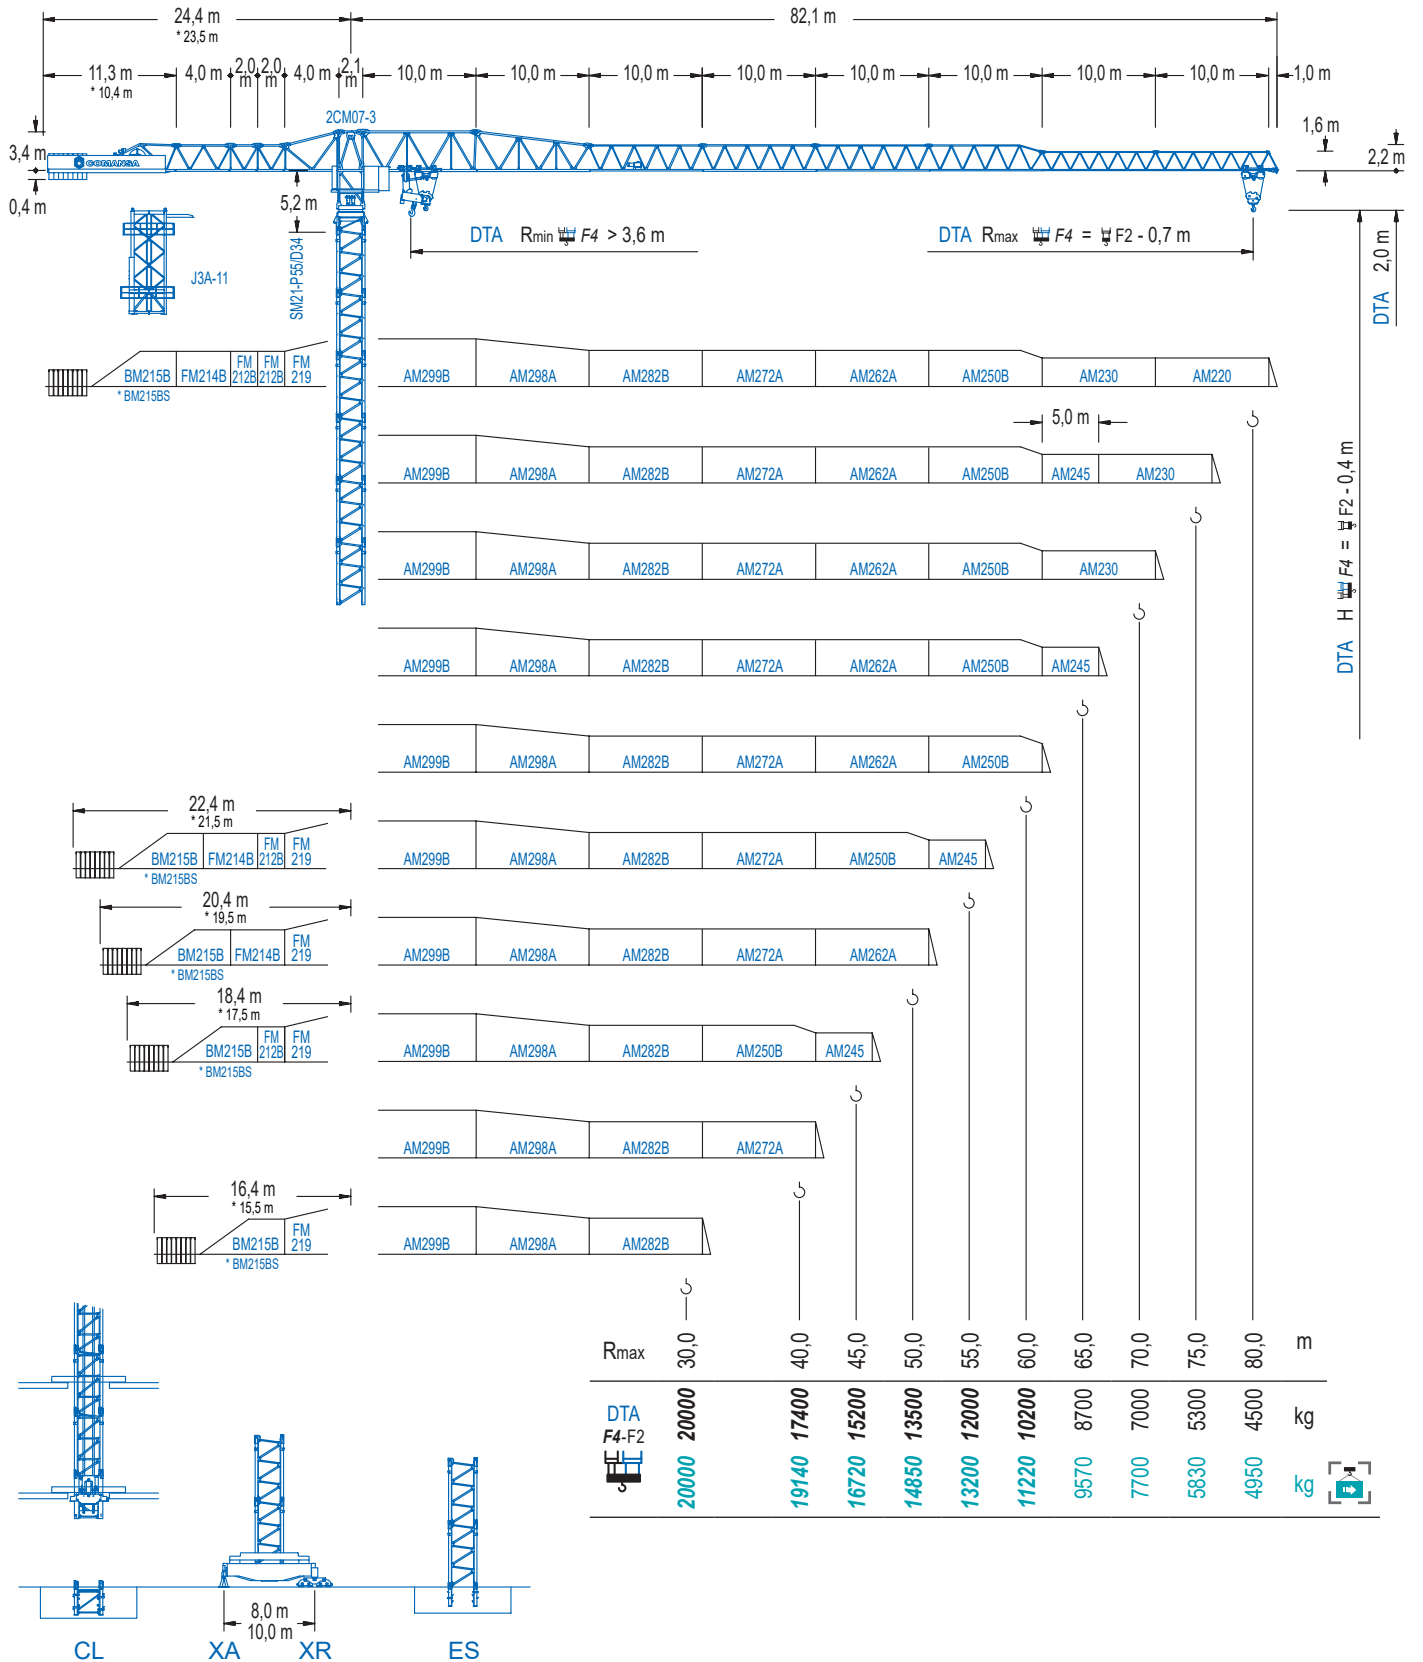 24,4 m
* 23,5 m
82,1 m
11,3 m
* 10,4 m
4,0 m
2,0 m
2,0 m
4,0 m
2,1 m
10,0 m
10,0 m
10,0 m
10,0 m
10,0 m
10,0 m
10,0 m
10,0 m
1,0 m
2CM07-3
COMANSA
3,4 m
0,4 m
1,6 m
2,2 m
5,2 m
J3A-11
SM21-P55/D34
DTA Rmin F4 > 3,6 m
DTA Rmax F4 = F2 - 0,7 m
DTA 2,0 m
DTA H F4 = F2 - 0,4 m
BM215B FM214B FM 212B FM 212B FM 219
* BM215BS
AM299B AM298A AM282B AM272A AM262A AM250B AM230 AM220
5,0 m
AM299B AM298A AM282B AM272A AM262A AM250B AM245 AM230
AM299B AM298A AM282B AM272A AM262A AM250B AM230
AM299B AM298A AM282B AM272A AM262A AM250B AM245
AM299B AM298A AM282B AM272A AM262A AM250B
22,4 m
* 21,5 m
BM215B FM214B FM 212B FM 219
* BM215BS
AM299B AM298A AM282B AM272A AM250B AM245
20,4 m
* 19,5 m
BM215B FM214B FM 219
* BM215BS
AM299B AM298A AM282B AM272A AM262A
18,4 m
* 17,5 m
BM215B FM 212B FM 219
* BM215BS
AM299B AM298A AM282B AM250B AM245
AM299B AM298A AM282B AM272A
16,4 m
* 15,5 m
BM215B FM 219
* BM215BS
AM299B AM298A AM282B
Rmax 30,0 40,0 45,0 50,0 55,0 60,0 65,0 70,0 75,0 80,0 m
DTA 20000 17400 15200 13500 12000 10200 8700 7000 5300 4500 kg
F4-F2
20000 19140 16720 14850 13200 11220 9570 7700 5830 4950 kg
8,0 m
10,0 m
CL XA XR ES